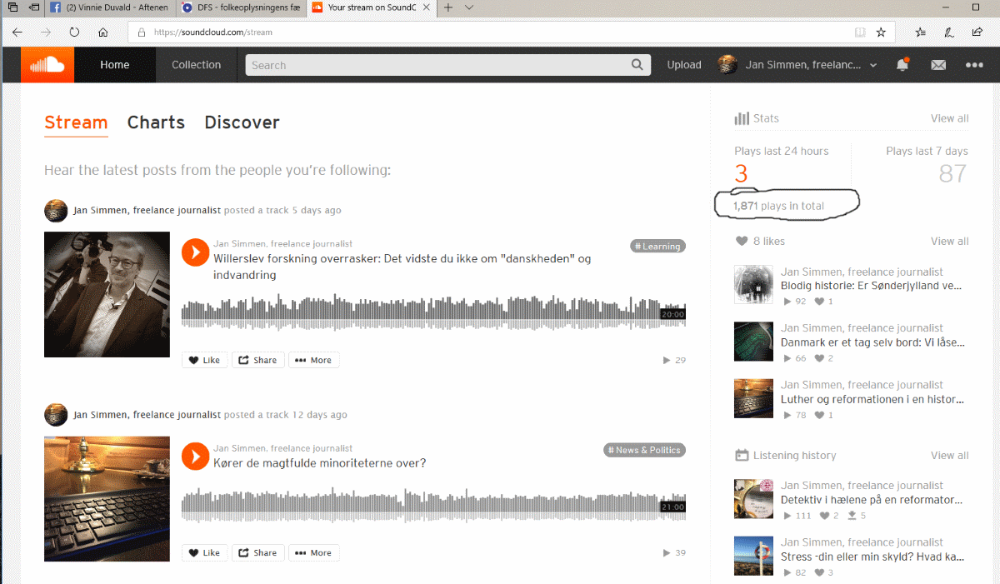 (2) Vinnie Duvald - Aftenen
DFS - folkeoplysningens fæ
Your stream on SoundC
https://soundcloud.com/stream
Home
Collection
Search
Upload
Jan Simmen, freelanc...
Stream
Charts
Discover
Hear the latest posts from the people you're following:
Jan Simmen, freelance journalist posted a track 5 days ago
Jan Simmen, freelance journalist
# Learning
Willerslev forskning overrasker: Det vidste du ikke om "danskheden" og
indvandring
20:00
Like
Share
More
29
Jan Simmen, freelance journalist posted a track 12 days ago
Jan Simmen, freelance journalist
# News & Politics
Kører de magtfulde minoriteterne over?
21:00
Like
Share
More
39
Stats
View all
Plays last 24 hours
Plays last 7 days
3
87
1,871 plays in total
8 likes
View all
Jan Simmen, freelance journalist
Blodig historie: Er Sønderjylland ve...
92 1
Jan Simmen, freelance journalist
Danmark er et tag selv bord: Vi låse...
66 2
Jan Simmen, freelance journalist
Luther og reformationen i en histor...
78 1
Listening history
View all
Jan Simmen, freelance journalist
Detektiv i hælene på en reformator...
111 2 5
Jan Simmen, freelance journalist
Stress -din eller min skyld? Hvad ka...
82 3